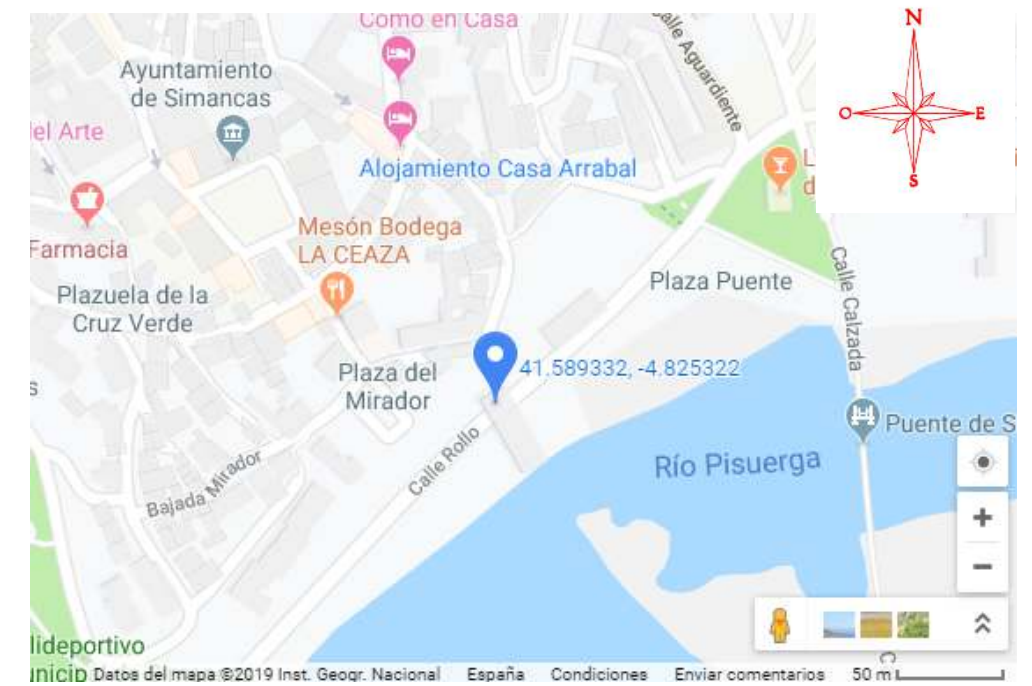 Como en Casa
Calle Aguardiente
N
O
E
S
Ayuntamiento
de Simancas
del Arte
Alojamiento Casa Arrabal
L
d
i
Farmacia
Mesón Bodega
LA CEAZA
Plazuela de la
Cruz Verde
Plaza Puente
Calle Calzada
Plaza del
Mirador
41.589332, -4.825322
s
Calle Rollo
Puente de S
Río Pisuerga
Bajada Mirador
+
−
lideportivo
unicip
C
Datos del mapa ©2019 Inst. Geogr. Nacional España Condiciones Enviar comentarios 50 m